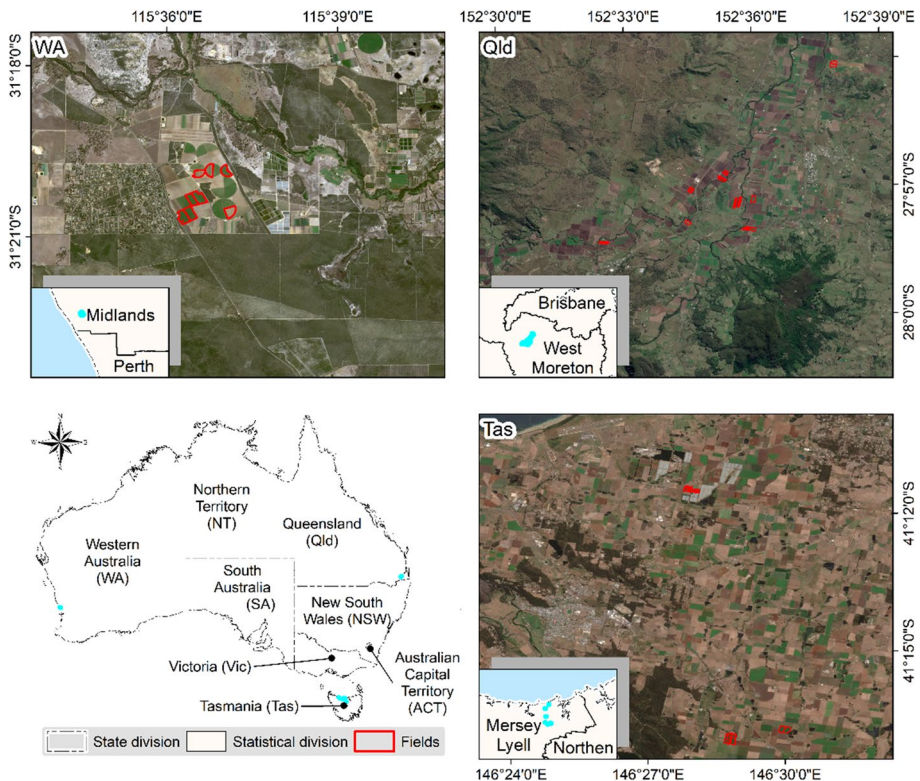 115°36'0"E
115°39'0"E
WA
31°18'0"S
31°21'0"S
Midlands
Perth
152°30'0"E
152°33'0"E
152°36'0"E
152°39'0"E
Qld
27°57'0"S
28°0'0"S
Brisbane
West
Moreton
Northern
Territory
(NT)
Queensland
(Qld)
Western
Australia
(WA)
South
Australia
(SA)
New South
Wales (NSW)
Victoria (Vic)
Australian
Capital
Territory
(ACT)
Tasmania (Tas)
State division
Statistical division
Fields
Tas
41°12'0"S
41°15'0"S
Mersey
Lyell
Northen
146°24'0"E
146°27'0"E
146°30'0"E